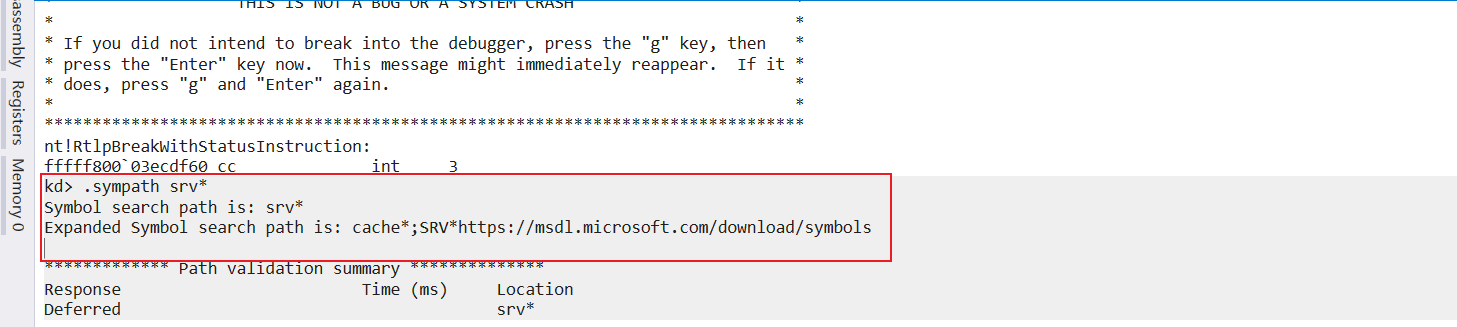 assembly
Registers
Memory 0
* THIS IS NOT A BUG OR A SYSTEM CRASH *
* *
* If you did not intend to break into the debugger, press the "g" key, then *
* press the "Enter" key now. This message might immediately reappear. If it *
* does, press "g" and "Enter" again. *
* *
********************************************************************************
nt!RtlpBreakWithStatusInstruction:
fffff800`03ecdf60 cc int 3
kd> .sympath srv*
Symbol search path is: srv*
Expanded Symbol search path is: cache*;SRV*https://msdl.microsoft.com/download/symbols
************* Path validation summary **************
Response Time (ms) Location
Deferred srv*